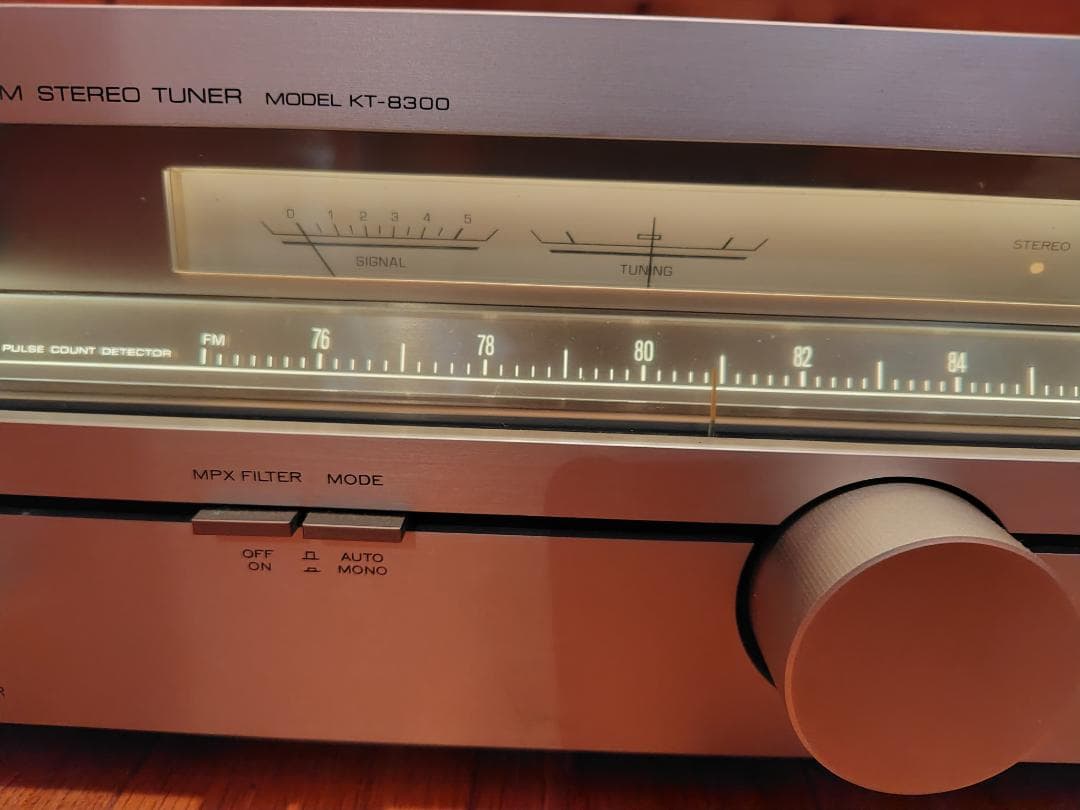 M STEREO TUNER MODEL KT-8300
0 1 2 3 4 5
SIGNAL
TUNING
STEREO
PULSE COUNT DETECTOR
FM 76 78 80 82 84
MPX FILTER MODE
OFF AUTO
ON MONO
R